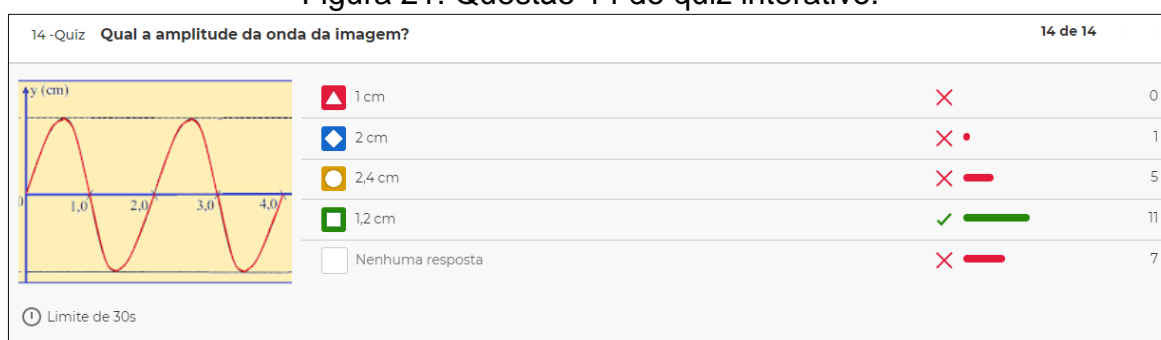 Figura 21: Questão 14 do quiz interativo.
14 -Quiz Qual a amplitude da onda da imagem? 14 de 14
y (cm)
0 1,0 2,0 3,0 4,0
1 cm 0
2 cm 1
2,4 cm 5
1,2 cm 11
Nenhuma resposta 7
Limite de 30s